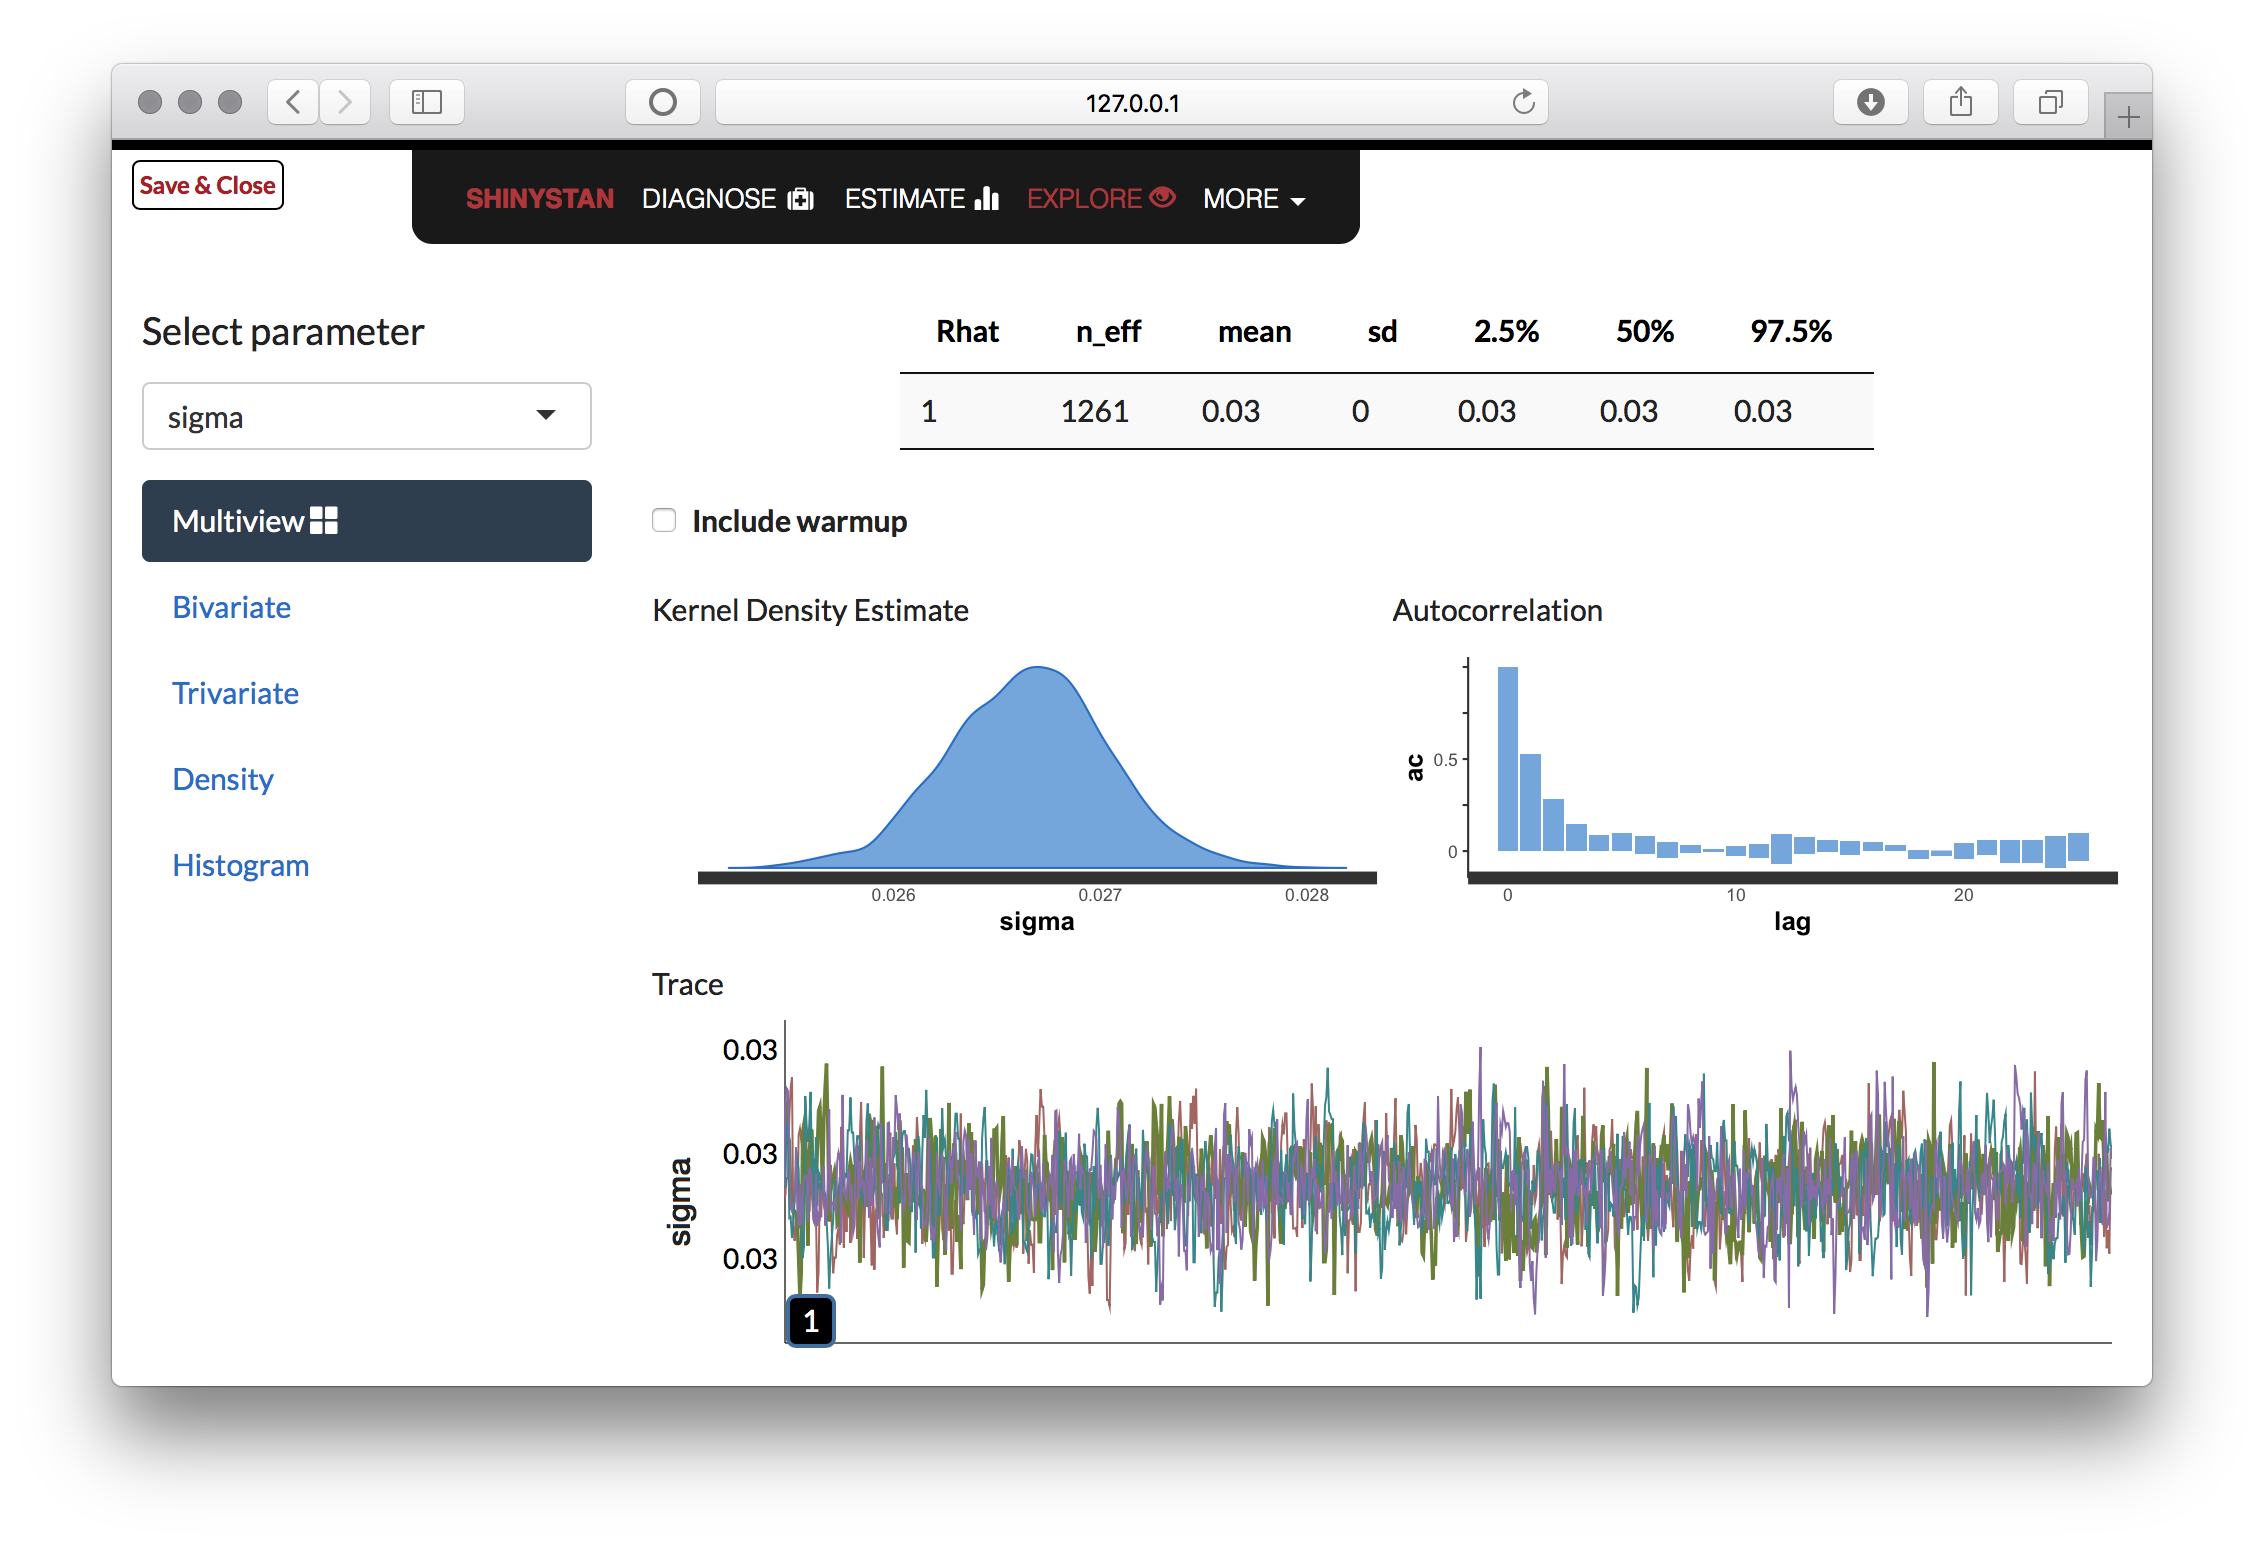 127.0.0.1
Save & Close
SHINYSTAN DIAGNOSE ESTIMATE EXPLORE MORE
Select parameter
sigma
Multiview
Bivariate
Trivariate
Density
Histogram
Rhat n_eff mean sd 2.5% 50% 97.5%
1 1261 0.03 0 0.03 0.03 0.03
Include warmup
Kernel Density Estimate
0.026 0.027 0.028
sigma
Autocorrelation
ac
0.5
0
0 10 20
lag
Trace
sigma
0.03
0.03
0.03
1